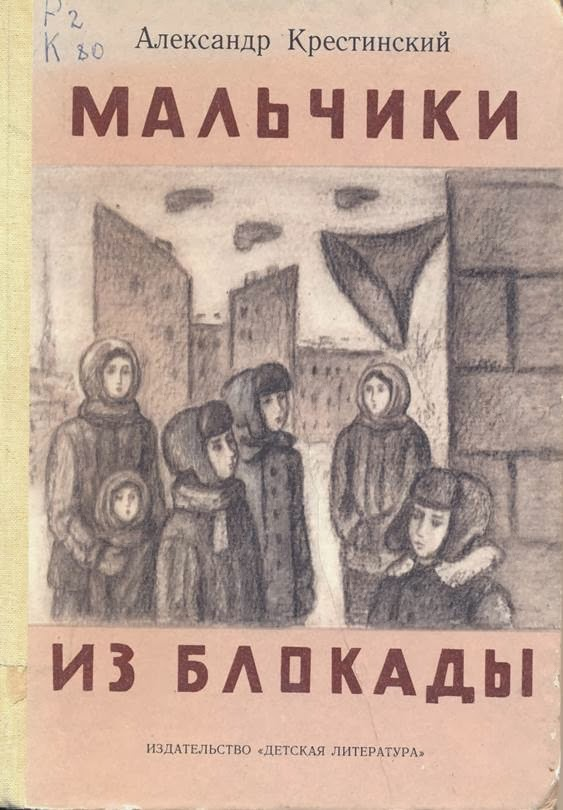 Р2
К 80
Александр Крестинский
МАЛЬЧИКИ
ИЗ БЛОКАДЫ
ИЗДАТЕЛЬСТВО «ДЕТСКАЯ ЛИТЕРАТУРА»